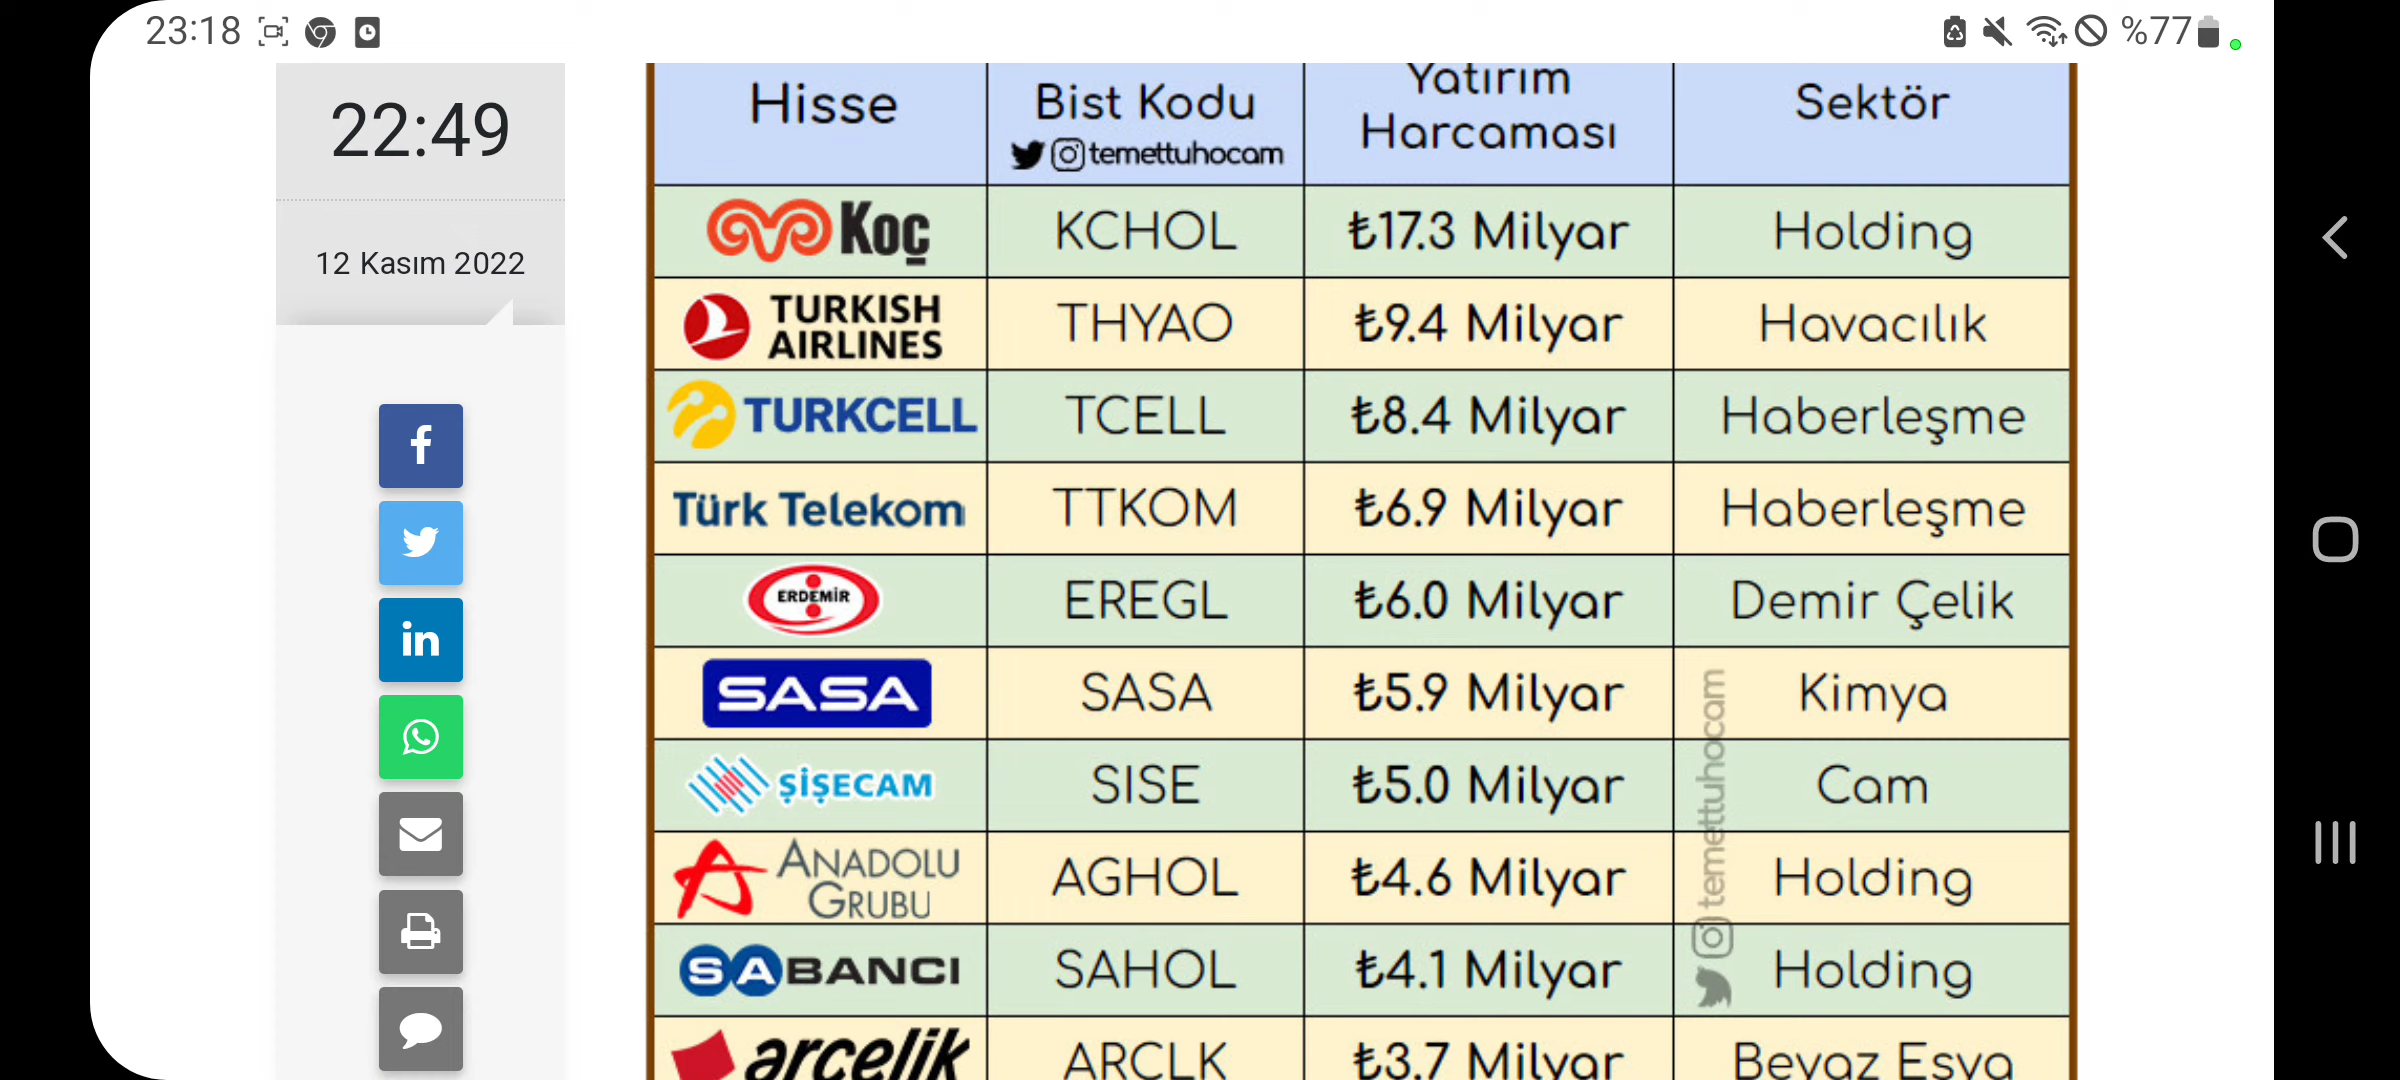 23:18
%77
22:49
12 Kasım 2022
Hisse
Bist Kodu
temettuhocam
Yatırım
Harcaması
Sektör
Koç KCHOL ₺17.3 Milyar Holding
TURKISH AIRLINES THYAO ₺9.4 Milyar Havacılık
TURKCELL TCELL ₺8.4 Milyar Haberleşme
Türk Telekom TTKOM ₺6.9 Milyar Haberleşme
ERDEMİR EREGL ₺6.0 Milyar Demir Çelik
SASA SASA ₺5.9 Milyar Kimya
ŞİŞECAM SISE ₺5.0 Milyar Cam
ANADOLU GRUBU AGHOL ₺4.6 Milyar Holding
SABANCI SAHOL ₺4.1 Milyar Holding
arcelik ARCLK ₺3.7 Milyar Beyaz Eşya
temettuhocam
f
in